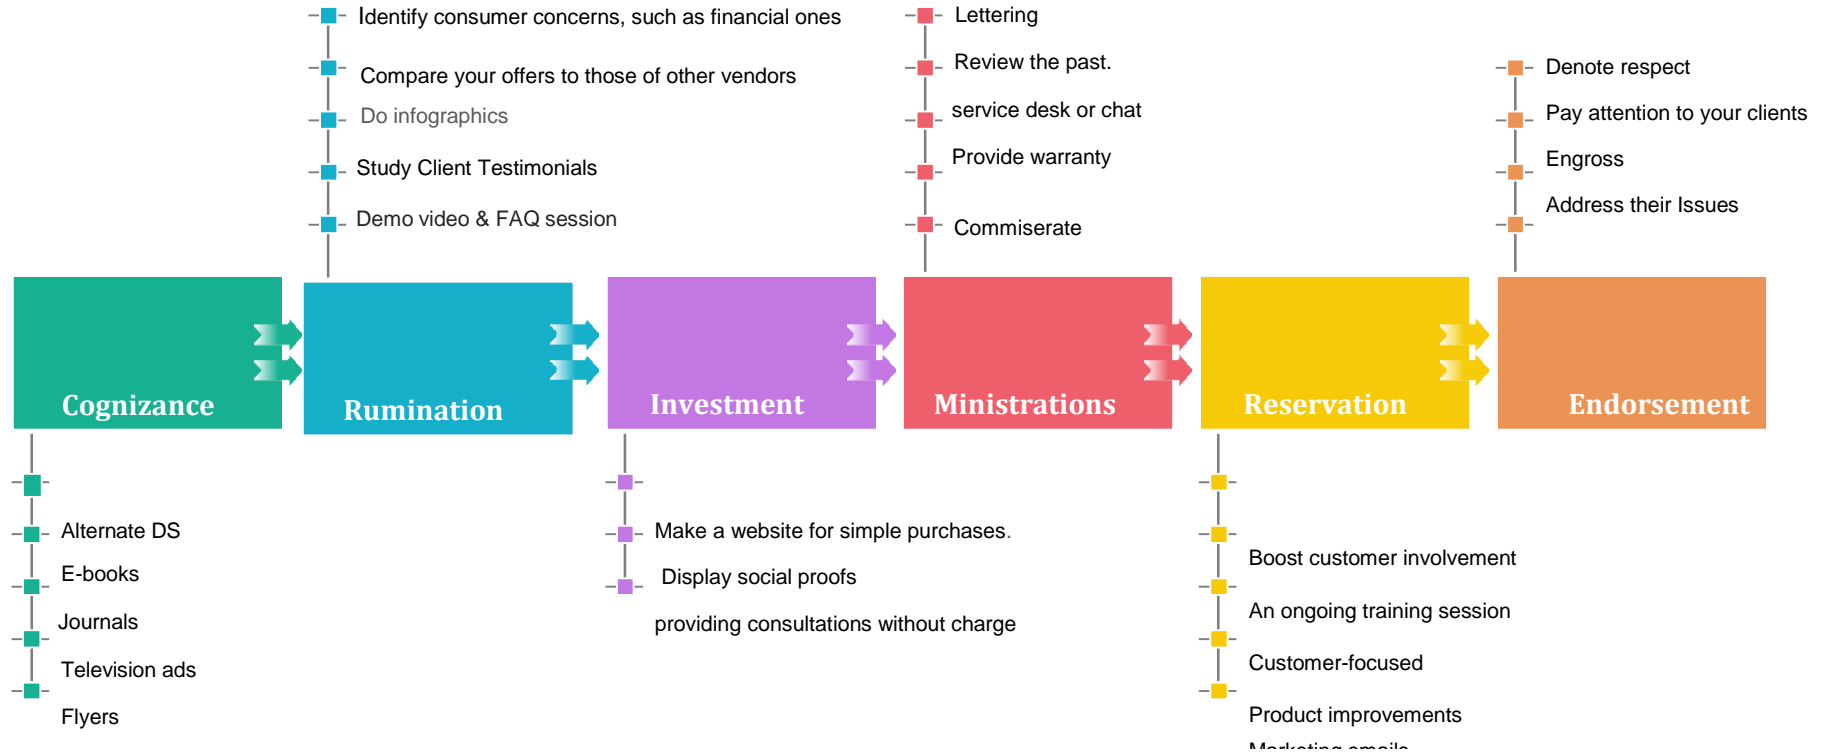 Identify consumer concerns, such as financial ones
Compare your offers to those of other vendors
Do infographics
Study Client Testimonials
Demo video & FAQ session
Lettering
Review the past.
service desk or chat
Provide warranty
Commiserate
Denote respect
Pay attention to your clients
Engross
Address their Issues
Cognizance
Rumination
Investment
Ministrations
Reservation
Endorsement
Alternate DS
E-books
Journals
Television ads
Flyers
Make a website for simple purchases.
Display social proofs
providing consultations without charge
Boost customer involvement
An ongoing training session
Customer-focused
Product improvements
Marketing emails